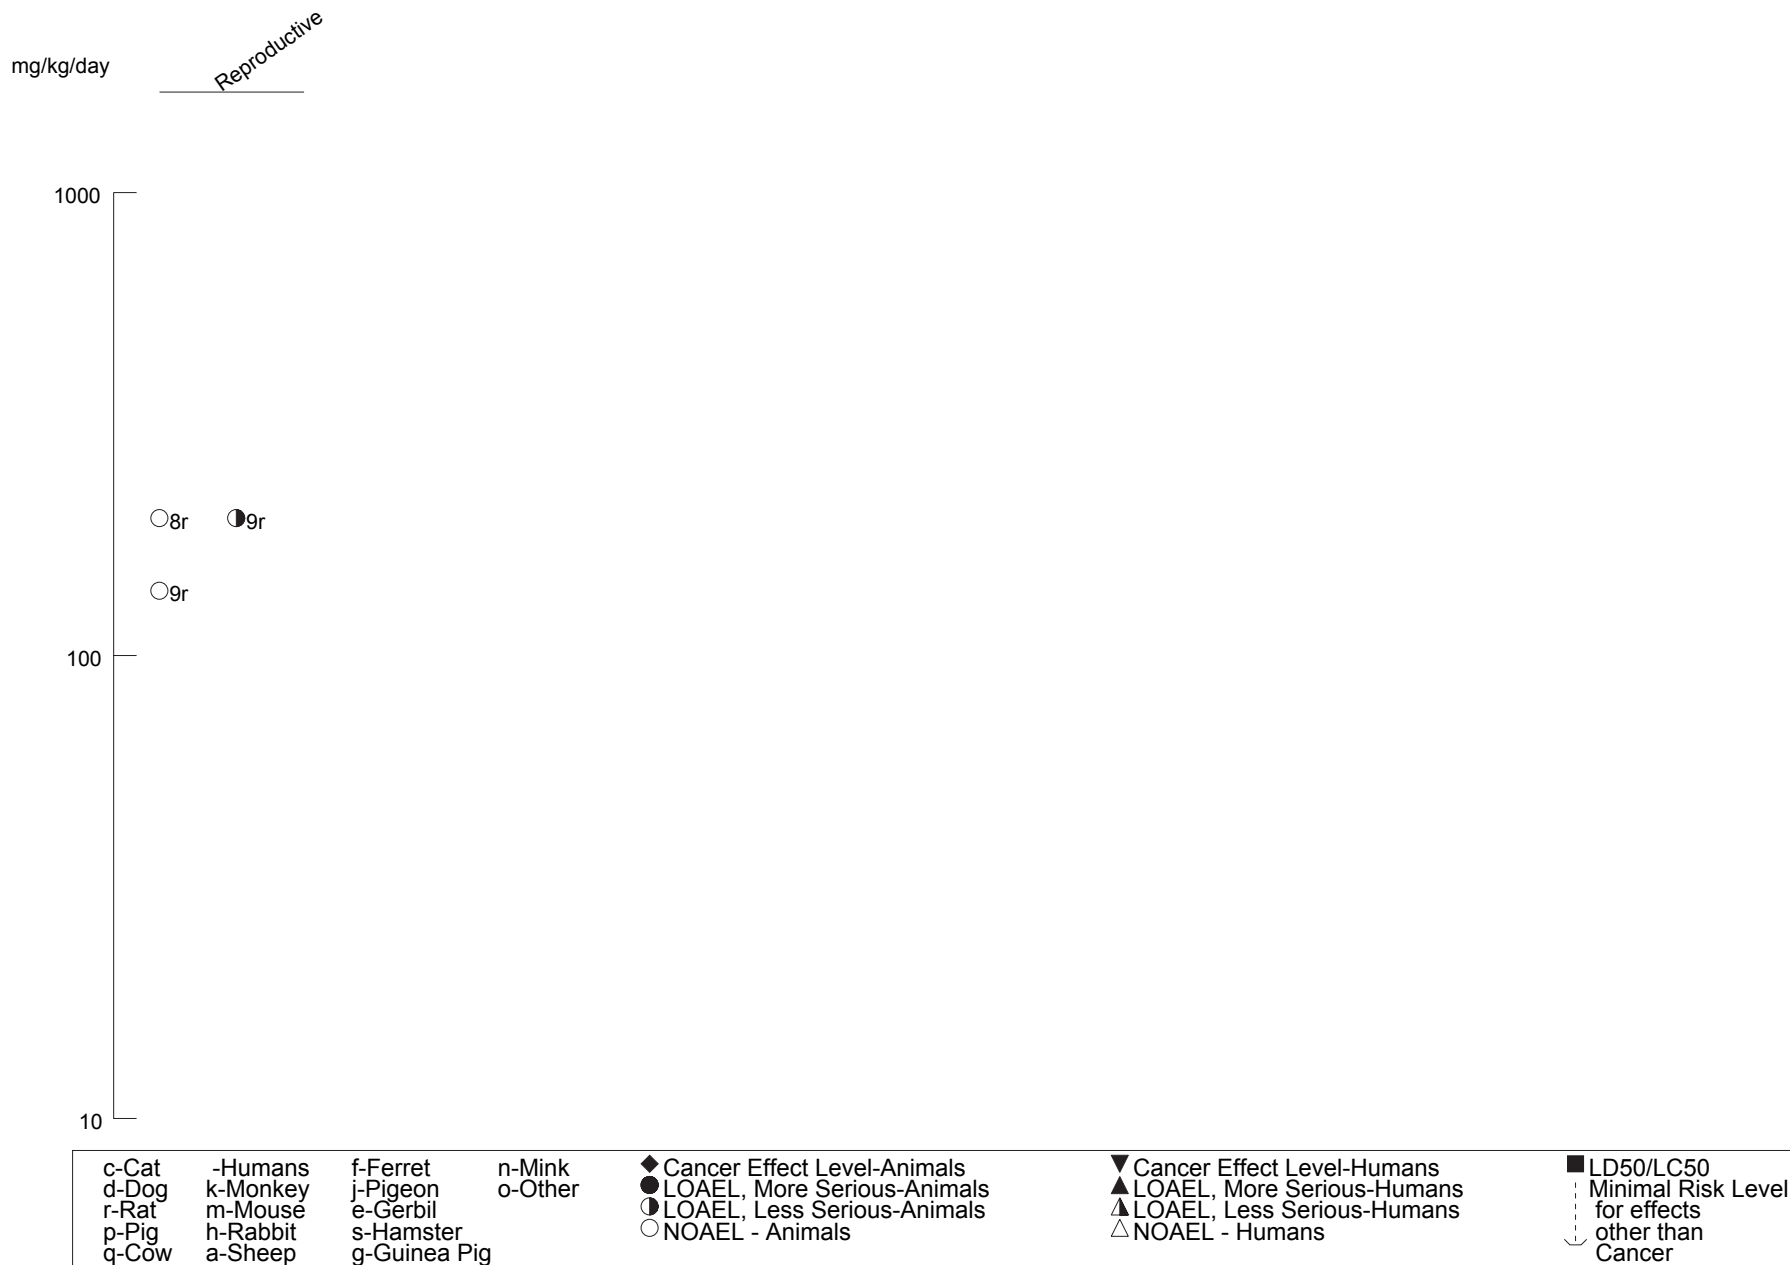 Reproductive
mg/kg/day
1000
8r 9r
9r
100
10
c-Cat -Humans f-Ferret n-Mink Cancer Effect Level-Animals Cancer Effect Level-Humans LD50/LC50
d-Dog k-Monkey j-Pigeon o-Other LOAEL, More Serious-Animals LOAEL, More Serious-Humans Minimal Risk Level
r-Rat m-Mouse e-Gerbil LOAEL, Less Serious-Animals LOAEL, Less Serious-Humans for effects
p-Pig h-Rabbit s-Hamster NOAEL - Animals NOAEL - Humans other than
q-Cow a-Sheep g-Guinea Pig Cancer